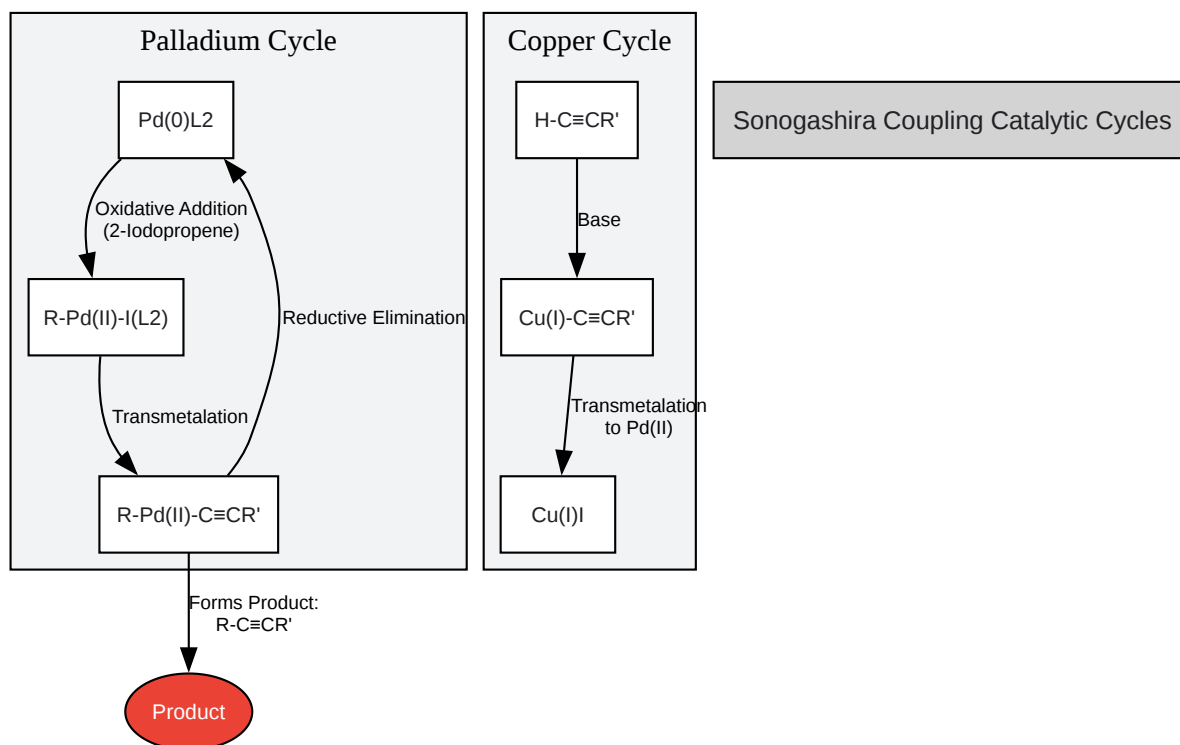 Palladium Cycle
Pd(0)L2
Oxidative Addition
(2-Iodopropene)
R-Pd(II)-I(L2)
Reductive Elimination
Transmetalation
R-Pd(II)-C≡CR'
Forms Product:
R-C≡CR'
Product
Copper Cycle
H-C≡CR'
Base
Cu(I)-C≡CR'
Transmetalation
to Pd(II)
Cu(I)I
Sonogashira Coupling Catalytic Cycles